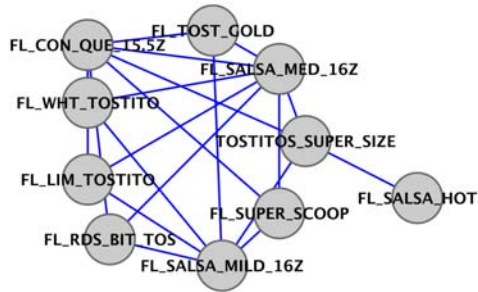 FL_TOST_GOLD
FL_CON_QUE_15.5Z
FL_SALSA_MED_16Z
FL_WHT_TOSTITO
TOSTITOS_SUPER_SIZE
FL_LIM_TOSTITO
FL_SALSA_HOT
FL_SUPER_SCOOP
FL_RDS_BIT_TOS
FL_SALSA_MILD_16Z